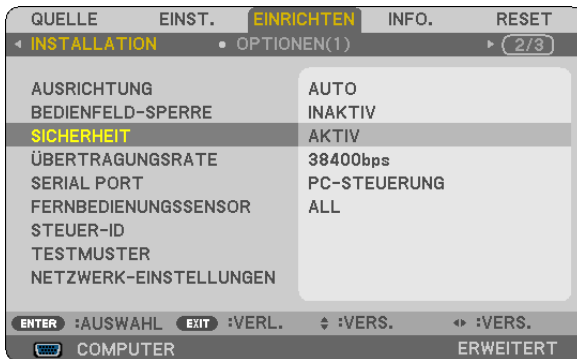 QUELLE EINST. EINRICHTEN INFO. RESET
INSTALLATION • OPTIONEN(1) 2/3
AUSRICHTUNG AUTO
BEDIENFELD-SPERRE INAKTIV
SICHERHEIT AKTIV
ÜBERTRAGUNGSRATE 38400bps
SERIAL PORT PC-STEUERUNG
FERNBEDIENUNGSSENSOR ALL
STEUER-ID
TESTMUSTER
NETZWERK-EINSTELLUNGEN
ENTER :AUSWAHL EXIT :VERL. :VERS. :VERS.
COMPUTER ERWEITERT